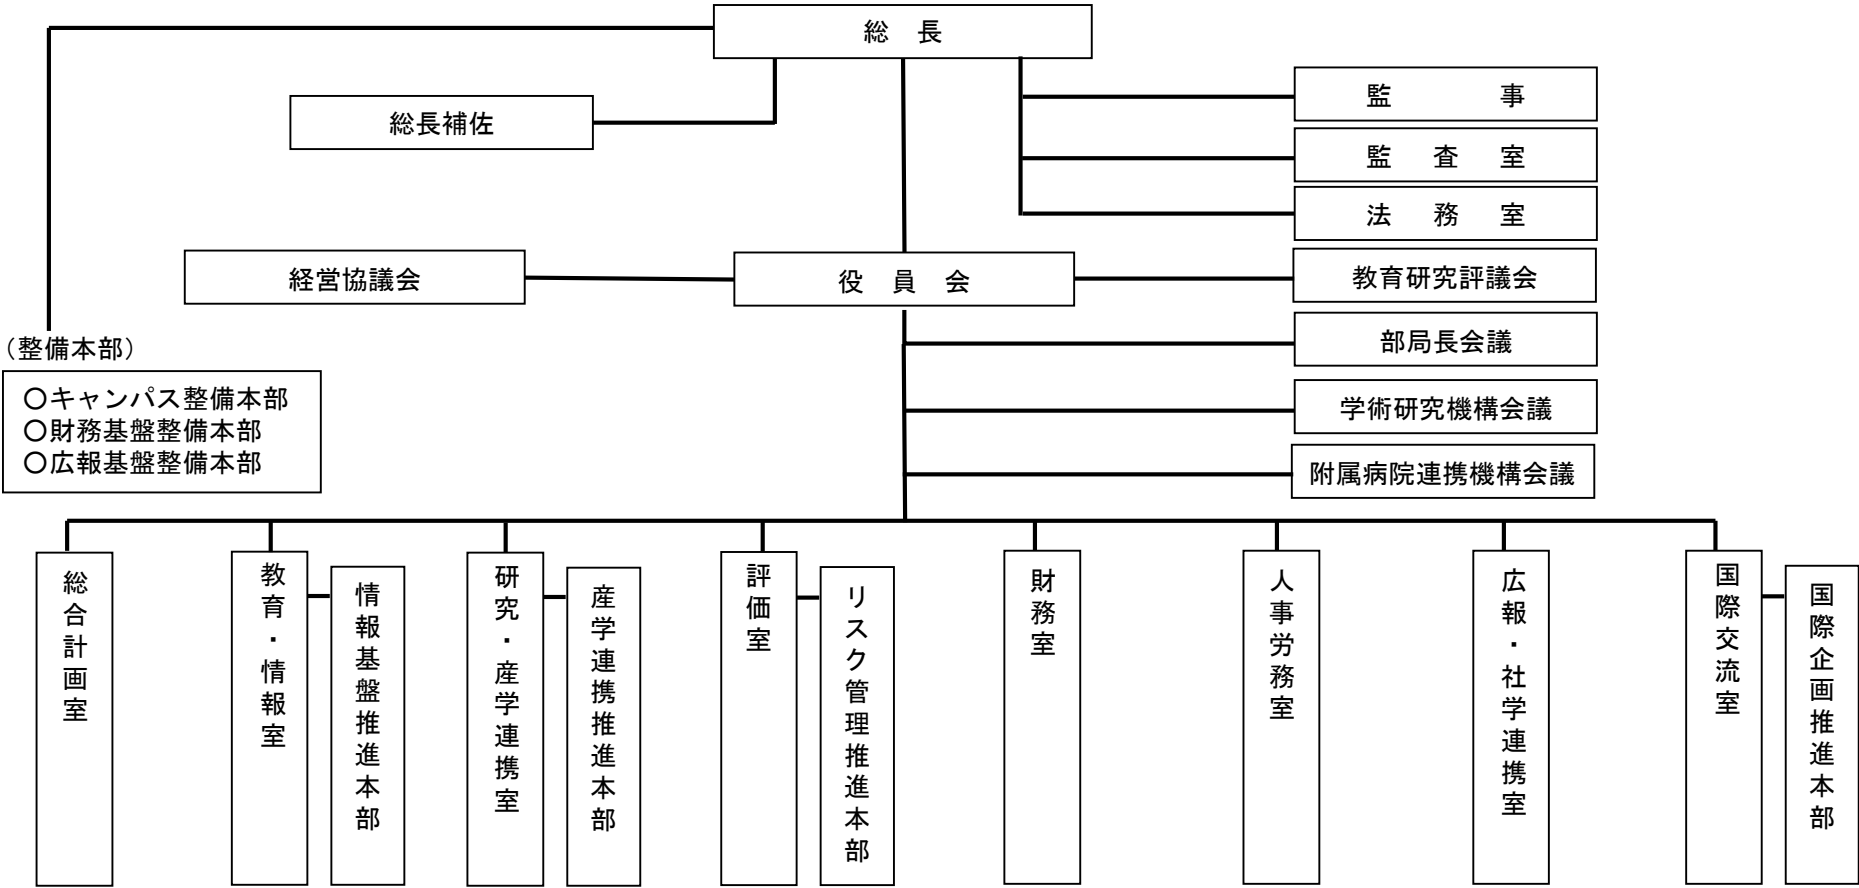 総　長
総長補佐
監　　　　事
監　査　室
法　務　室
経営協議会
役　員　会
教育研究評議会
部局長会議
学術研究機構会議
附属病院連携機構会議
（整備本部）
○キャンパス整備本部
○財務基盤整備本部
○広報基盤整備本部
総合計画室
教育・情報室
情報基盤推進本部
研究・産学連携室
産学連携推進本部
評価室
リスク管理推進本部
財務室
人事労務室
広報・社学連携室
国際交流室
国際企画推進本部